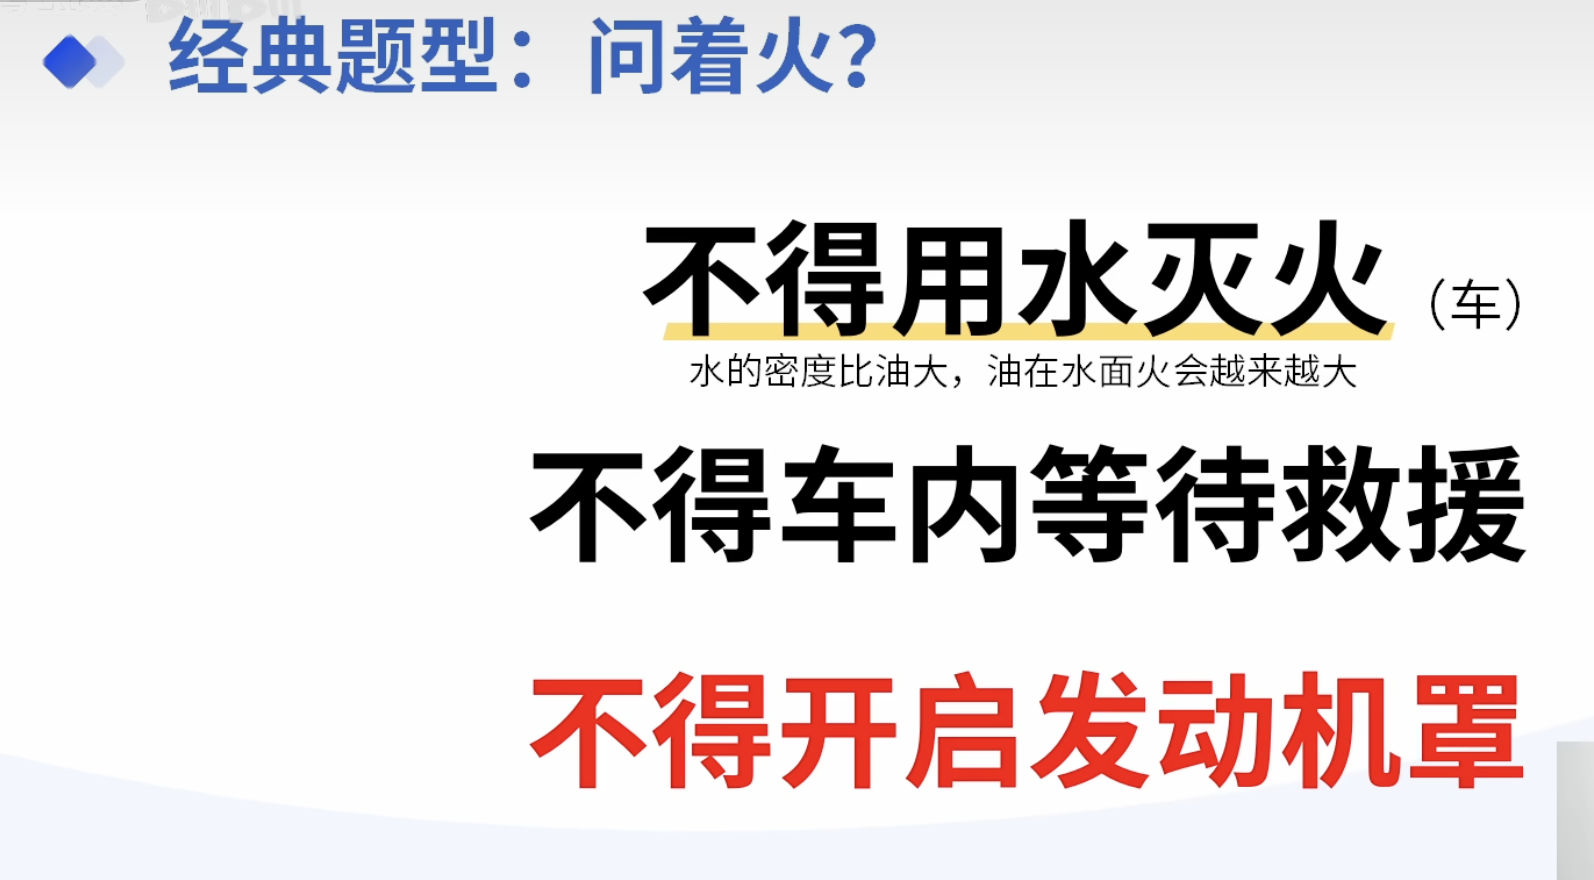 经典题型：问着火？
不得用水灭火（车）
水的密度比油大，油在水面火会越来越大
不得车内等待救援
不得开启发动机罩